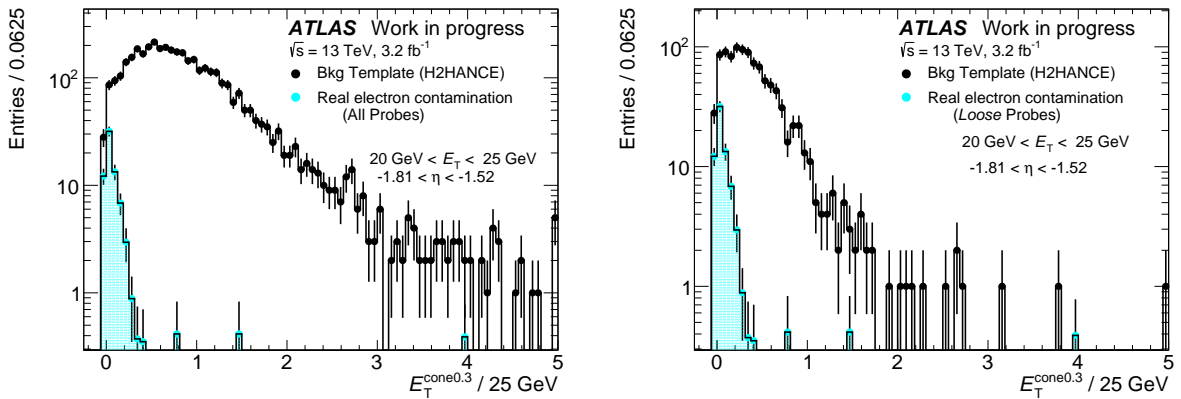 Entries / 0.0625
ATLAS Work in progress
√s = 13 TeV, 3.2 fb⁻¹
Bkg Template (H2HANCE)
Real electron contamination
(All Probes)
20 GeV < E_T < 25 GeV
-1.81 < η < -1.52
10²
10
1
0 1 2 3 4 5
E_T^cone0.3 / 25 GeV
Entries / 0.0625
ATLAS Work in progress
√s = 13 TeV, 3.2 fb⁻¹
Bkg Template (H2HANCE)
Real electron contamination
(Loose Probes)
20 GeV < E_T < 25 GeV
-1.81 < η < -1.52
10²
10
1
0 1 2 3 4 5
E_T^cone0.3 / 25 GeV